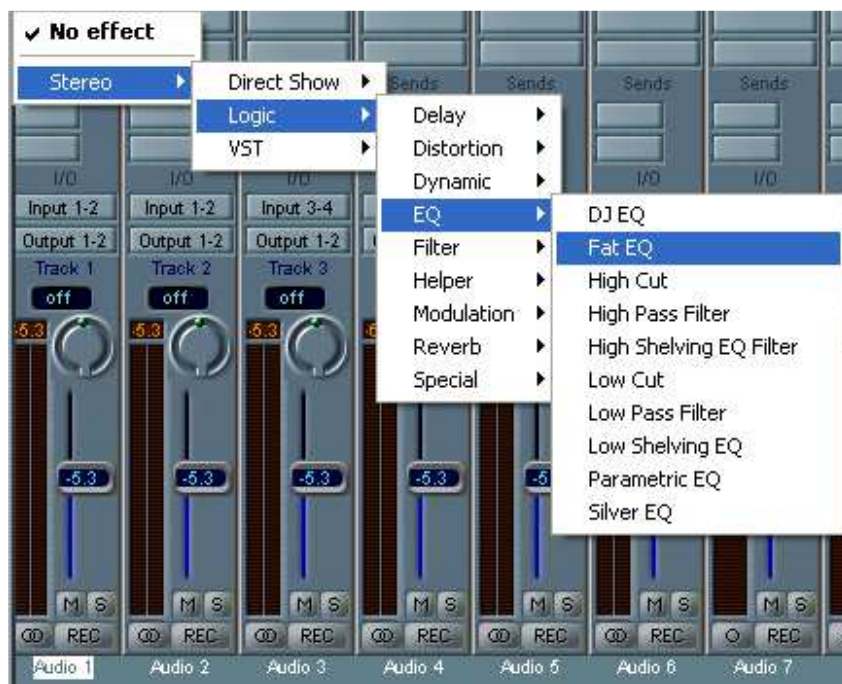 ✔ No effect
Stereo
Direct Show
Logic
VST
Delay
Distortion
Dynamic
EQ
Filter
Helper
Modulation
Reverb
Special
DJ EQ
Fat EQ
High Cut
High Pass Filter
High Shelving EQ Filter
Low Cut
Low Pass Filter
Low Shelving EQ
Parametric EQ
Silver EQ
Sends Sends Sends Sends
I/O I/O I/O I/O I/O
Input 1-2 Input 1-2 Input 3-4
Output 1-2 Output 1-2 Output 1-2
Track 1 Track 2 Track 3
off off off
-5.3 -5.3 -5.3
-5.3 -5.3 -5.3 -5.3 -5
M S M S M S M S M S M S M S
REC REC REC REC REC REC REC
Audio 1 Audio 2 Audio 3 Audio 4 Audio 5 Audio 6 Audio 7